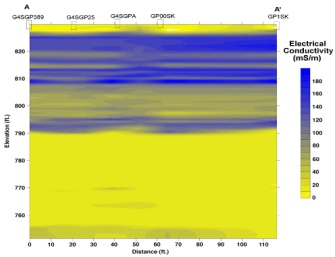 A A'
G4SGP389 G4SGP25 G4SGPA GP00SK GP1SK
Electrical
Conductivity
(mS/m)
180
160
140
120
100
80
60
40
20
0
Elevation (ft.)
820
810
800
790
780
770
760
0 10 20 30 40 50 60 70 80 90 100 110
Distance (ft.)